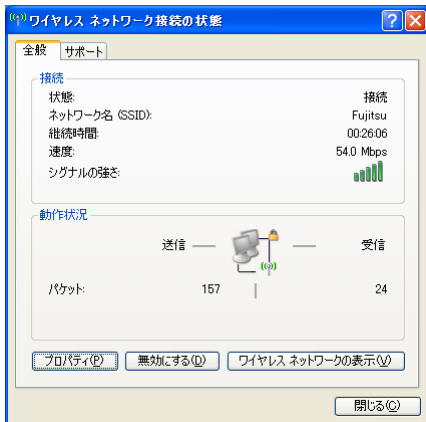 ワイヤレス ネットワーク接続の状態
全般 サポート
接続
状態: 接続
ネットワーク名 (SSID): Fujitsu
継続時間: 00:26:06
速度: 54.0 Mbps
シグナルの強さ:
動作状況
送信 受信
パケット: 157 24
プロパティ(P) 無効にする(D) ワイヤレス ネットワークの表示(V)
閉じる(C)